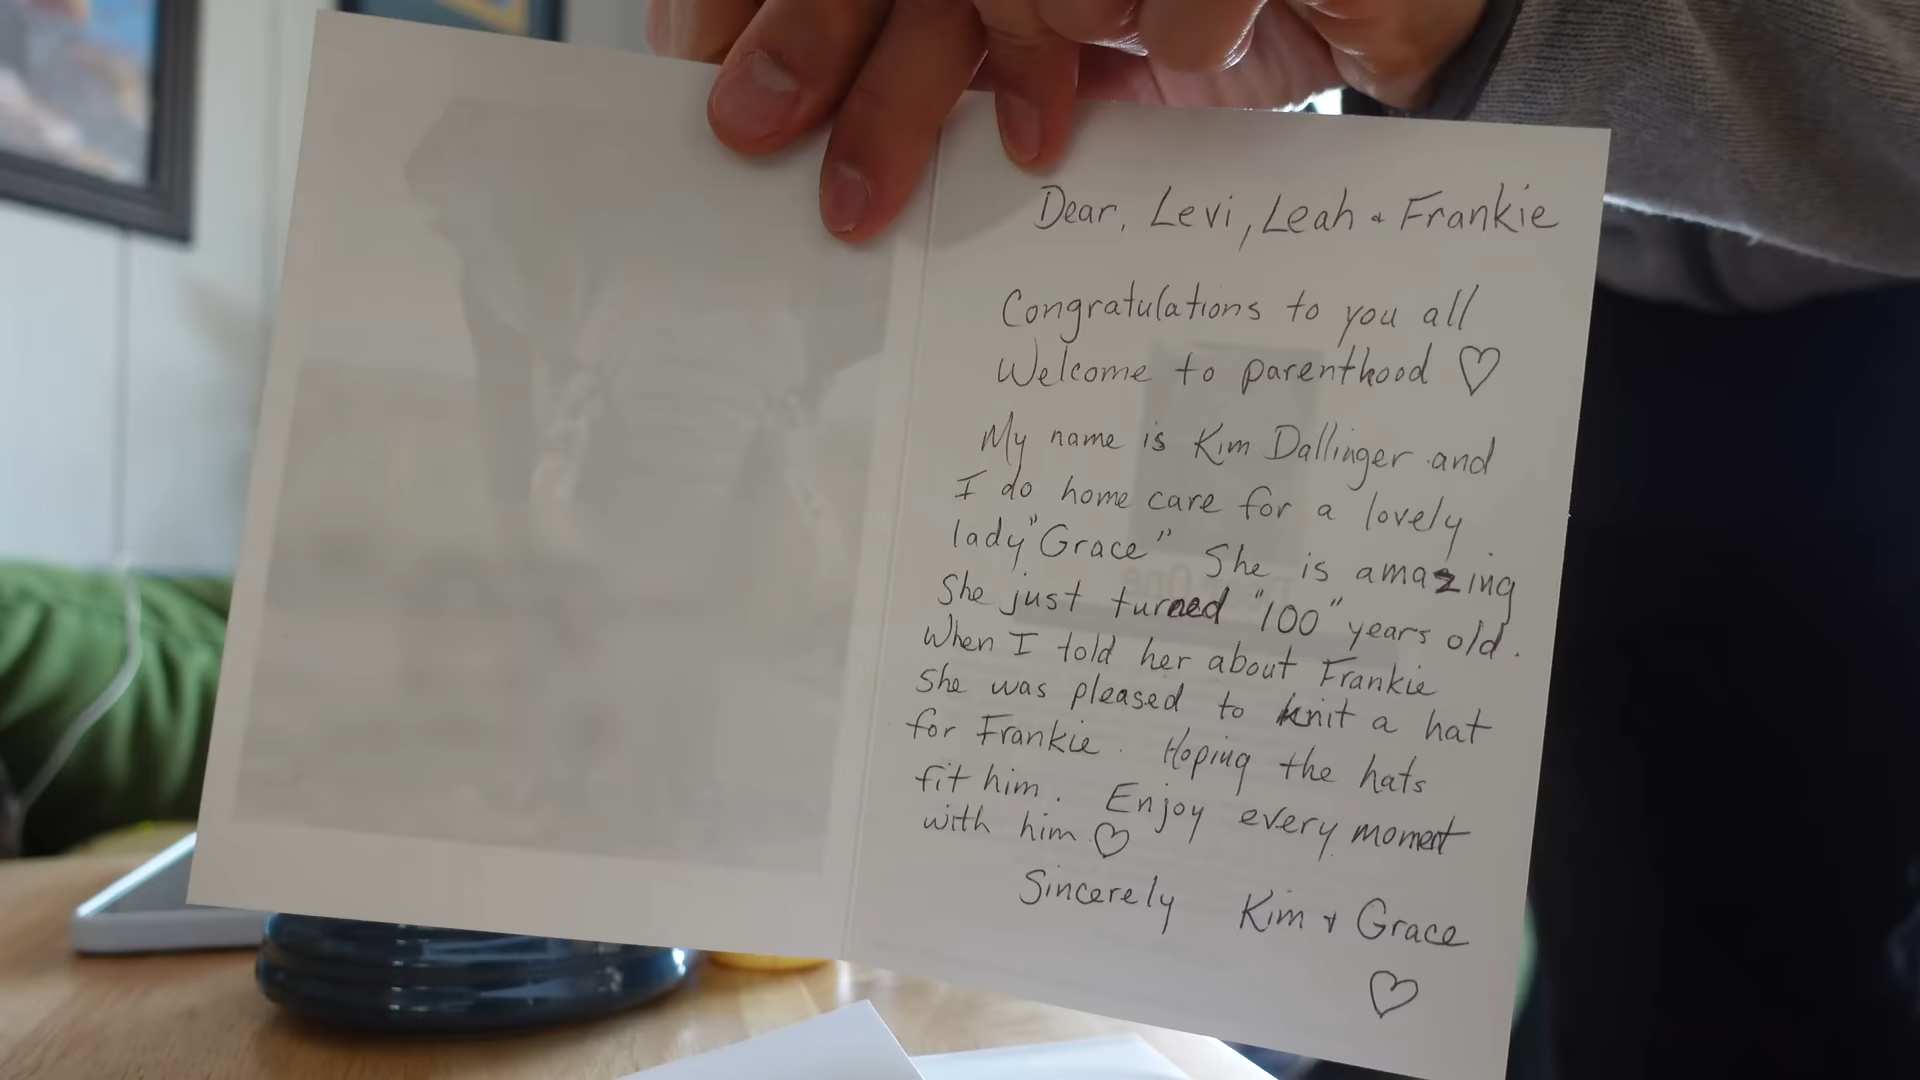 Dear, Levi, Leah & Frankie
Congratulations to you all
Welcome to parenthood ♡
My name is Kim Dallinger and
I do home care for a lovely
lady "Grace" She is amazing
She just turned "100" years old.
When I told her about Frankie
She was pleased to knit a hat
for Frankie. Hoping the hats
fit him. Enjoy every moment
with him ♡
Sincerely Kim & Grace
♡